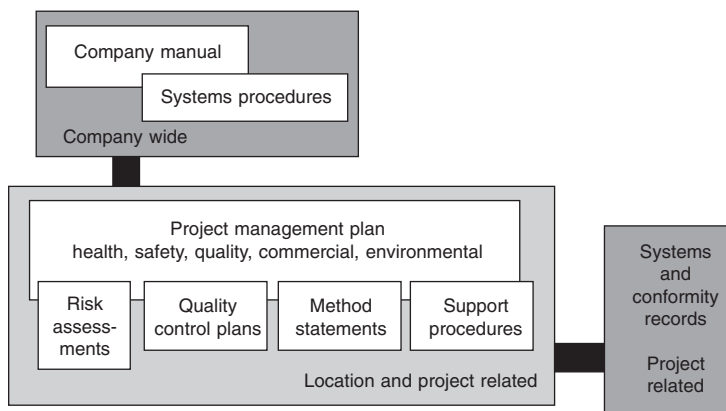 Company manual
Systems procedures
Company wide
Project management plan
health, safety, quality, commercial, environmental
Risk
assess-
ments
Quality
control plans
Method
statements
Support
procedures
Location and project related
Systems
and
conformity
records
Project
related